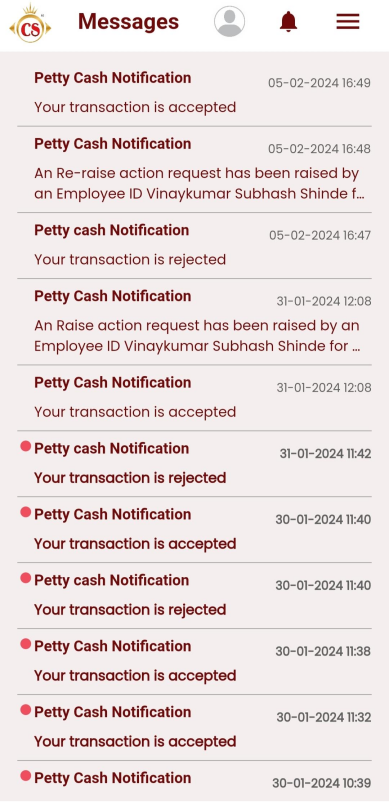 CS
Messages
Petty Cash Notification
05-02-2024 16:49
Your transaction is accepted
Petty Cash Notification
05-02-2024 16:48
An Re-raise action request has been raised by
an Employee ID Vinaykumar Subhash Shinde f...
Petty cash Notification
05-02-2024 16:47
Your transaction is rejected
Petty Cash Notification
31-01-2024 12:08
An Raise action request has been raised by an
Employee ID Vinaykumar Subhash Shinde for ...
Petty Cash Notification
31-01-2024 12:08
Your transaction is accepted
Petty cash Notification
31-01-2024 11:42
Your transaction is rejected
Petty Cash Notification
30-01-2024 11:40
Your transaction is accepted
Petty cash Notification
30-01-2024 11:40
Your transaction is rejected
Petty Cash Notification
30-01-2024 11:38
Your transaction is accepted
Petty Cash Notification
30-01-2024 11:32
Your transaction is accepted
Petty Cash Notification
30-01-2024 10:39